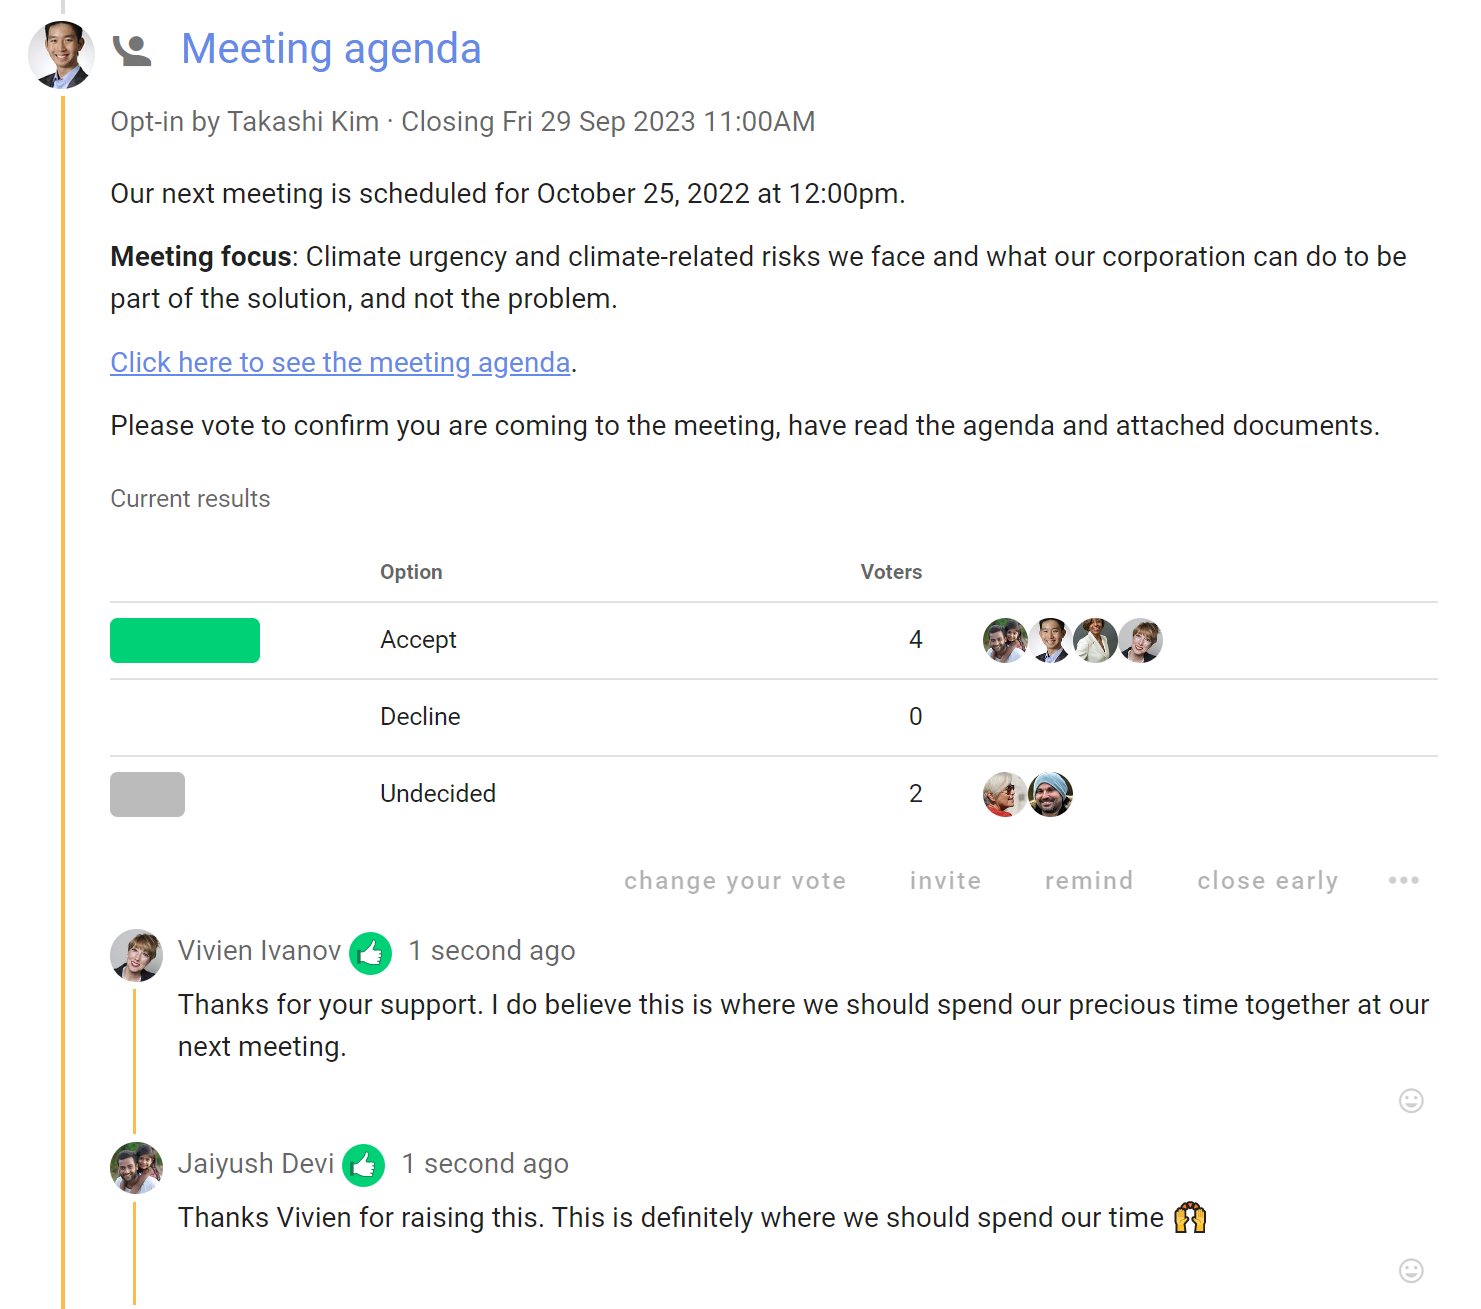 Meeting agenda
Opt-in by Takashi Kim · Closing Fri 29 Sep 2023 11:00AM
Our next meeting is scheduled for October 25, 2022 at 12:00pm.
Meeting focus: Climate urgency and climate-related risks we face and what our corporation can do to be
part of the solution, and not the problem.
Click here to see the meeting agenda.
Please vote to confirm you are coming to the meeting, have read the agenda and attached documents.
Current results
Option Voters
Accept 4
Decline 0
Undecided 2
change your vote invite remind close early
Vivien Ivanov 1 second ago
Thanks for your support. I do believe this is where we should spend our precious time together at our
next meeting.
Jaiyush Devi 1 second ago
Thanks Vivien for raising this. This is definitely where we should spend our time 🙌